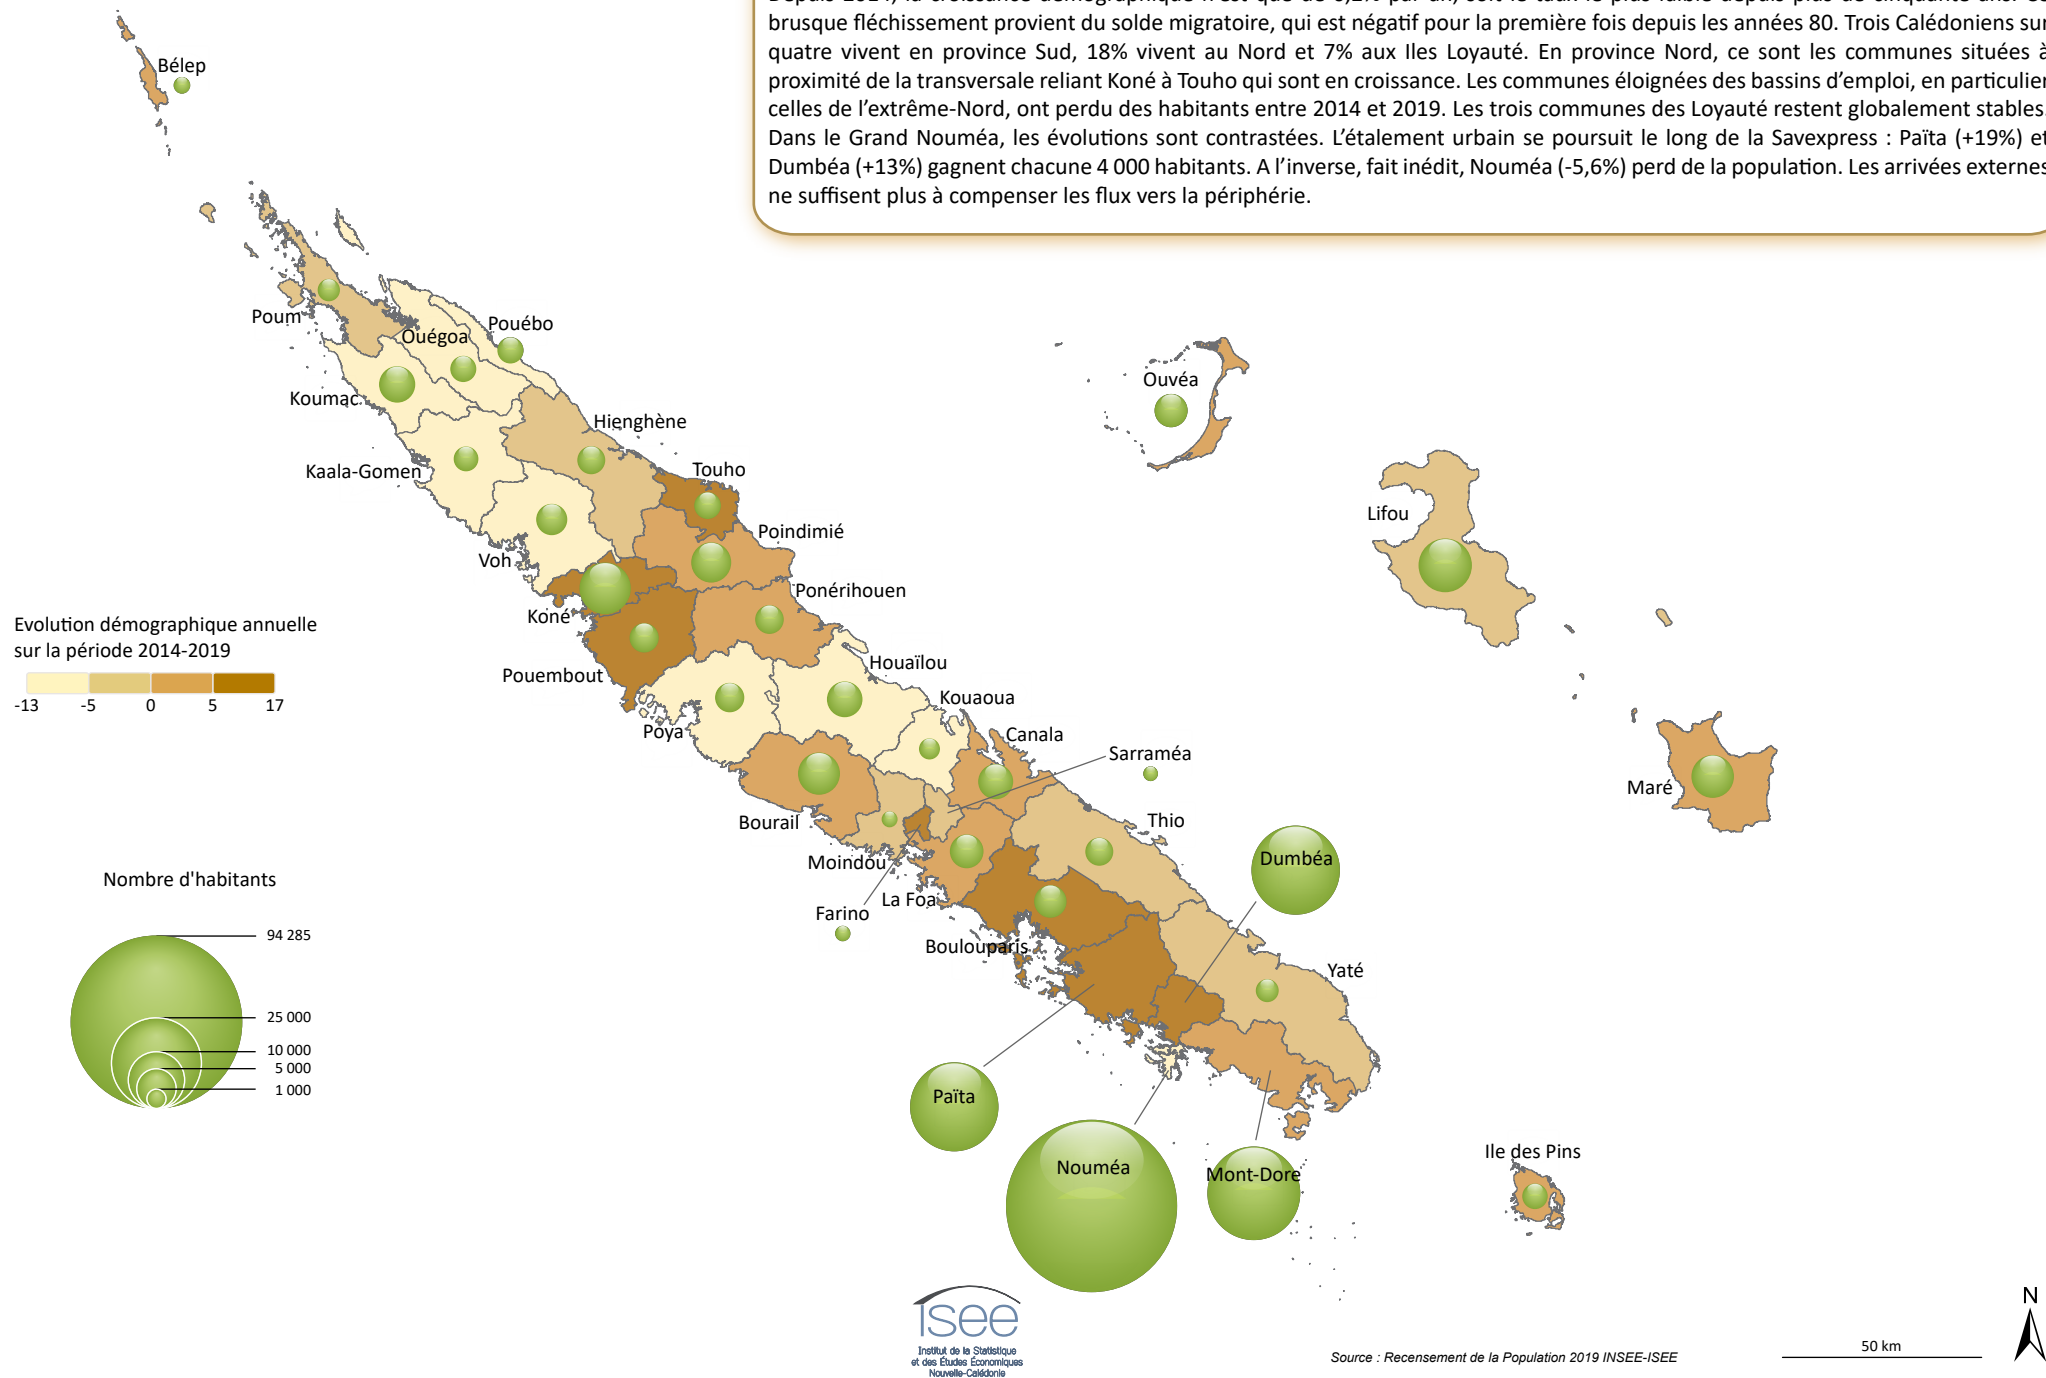 brusque fléchissement provient du solde migratoire, qui est négatif pour la première fois depuis les années 80. Trois Calédoniens sur
quatre vivent en province Sud, 18% vivent au Nord et 7% aux Iles Loyauté. En province Nord, ce sont les communes situées à
proximité de la transversale reliant Koné à Touho qui sont en croissance. Les communes éloignées des bassins d'emploi, en particulier
celles de l'extrême-Nord, ont perdu des habitants entre 2014 et 2019. Les trois communes des Loyauté restent globalement stables.
Dans le Grand Nouméa, les évolutions sont contrastées. L'étalement urbain se poursuit le long de la Savexpress : Païta (+19%) et
Dumbéa (+13%) gagnent chacune 4 000 habitants. A l'inverse, fait inédit, Nouméa (-5,6%) perd de la population. Les arrivées externes
ne suffisent plus à compenser les flux vers la périphérie.
Bélep
Poum
Ouégoa
Pouébo
Koumac
Kaala-Gomen
Hienghène
Touho
Voh
Poindimié
Koné
Ponérihouen
Pouembout
Houaïlou
Poya
Kouaoua
Canala
Sarraméa
Bourail
Moindou
Thio
Farino
La Foa
Boulouparis
Dumbéa
Yaté
Païta
Nouméa
Mont-Dore
Ile des Pins
Ouvéa
Lifou
Maré
Evolution démographique annuelle
sur la période 2014-2019
-13 -5 0 5 17
Nombre d'habitants
94 285
25 000
10 000
5 000
1 000
isee
Institut de la Statistique
et des Études Économiques
Nouvelle-Calédonie
Source : Recensement de la Population 2019 INSEE-ISEE
50 km
N